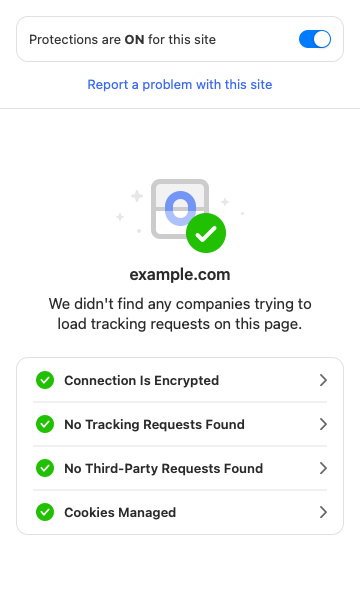 Protections are ON for this site
Report a problem with this site
0
example.com
We didn't find any companies trying to
load tracking requests on this page.
Connection Is Encrypted
No Tracking Requests Found
No Third-Party Requests Found
Cookies Managed